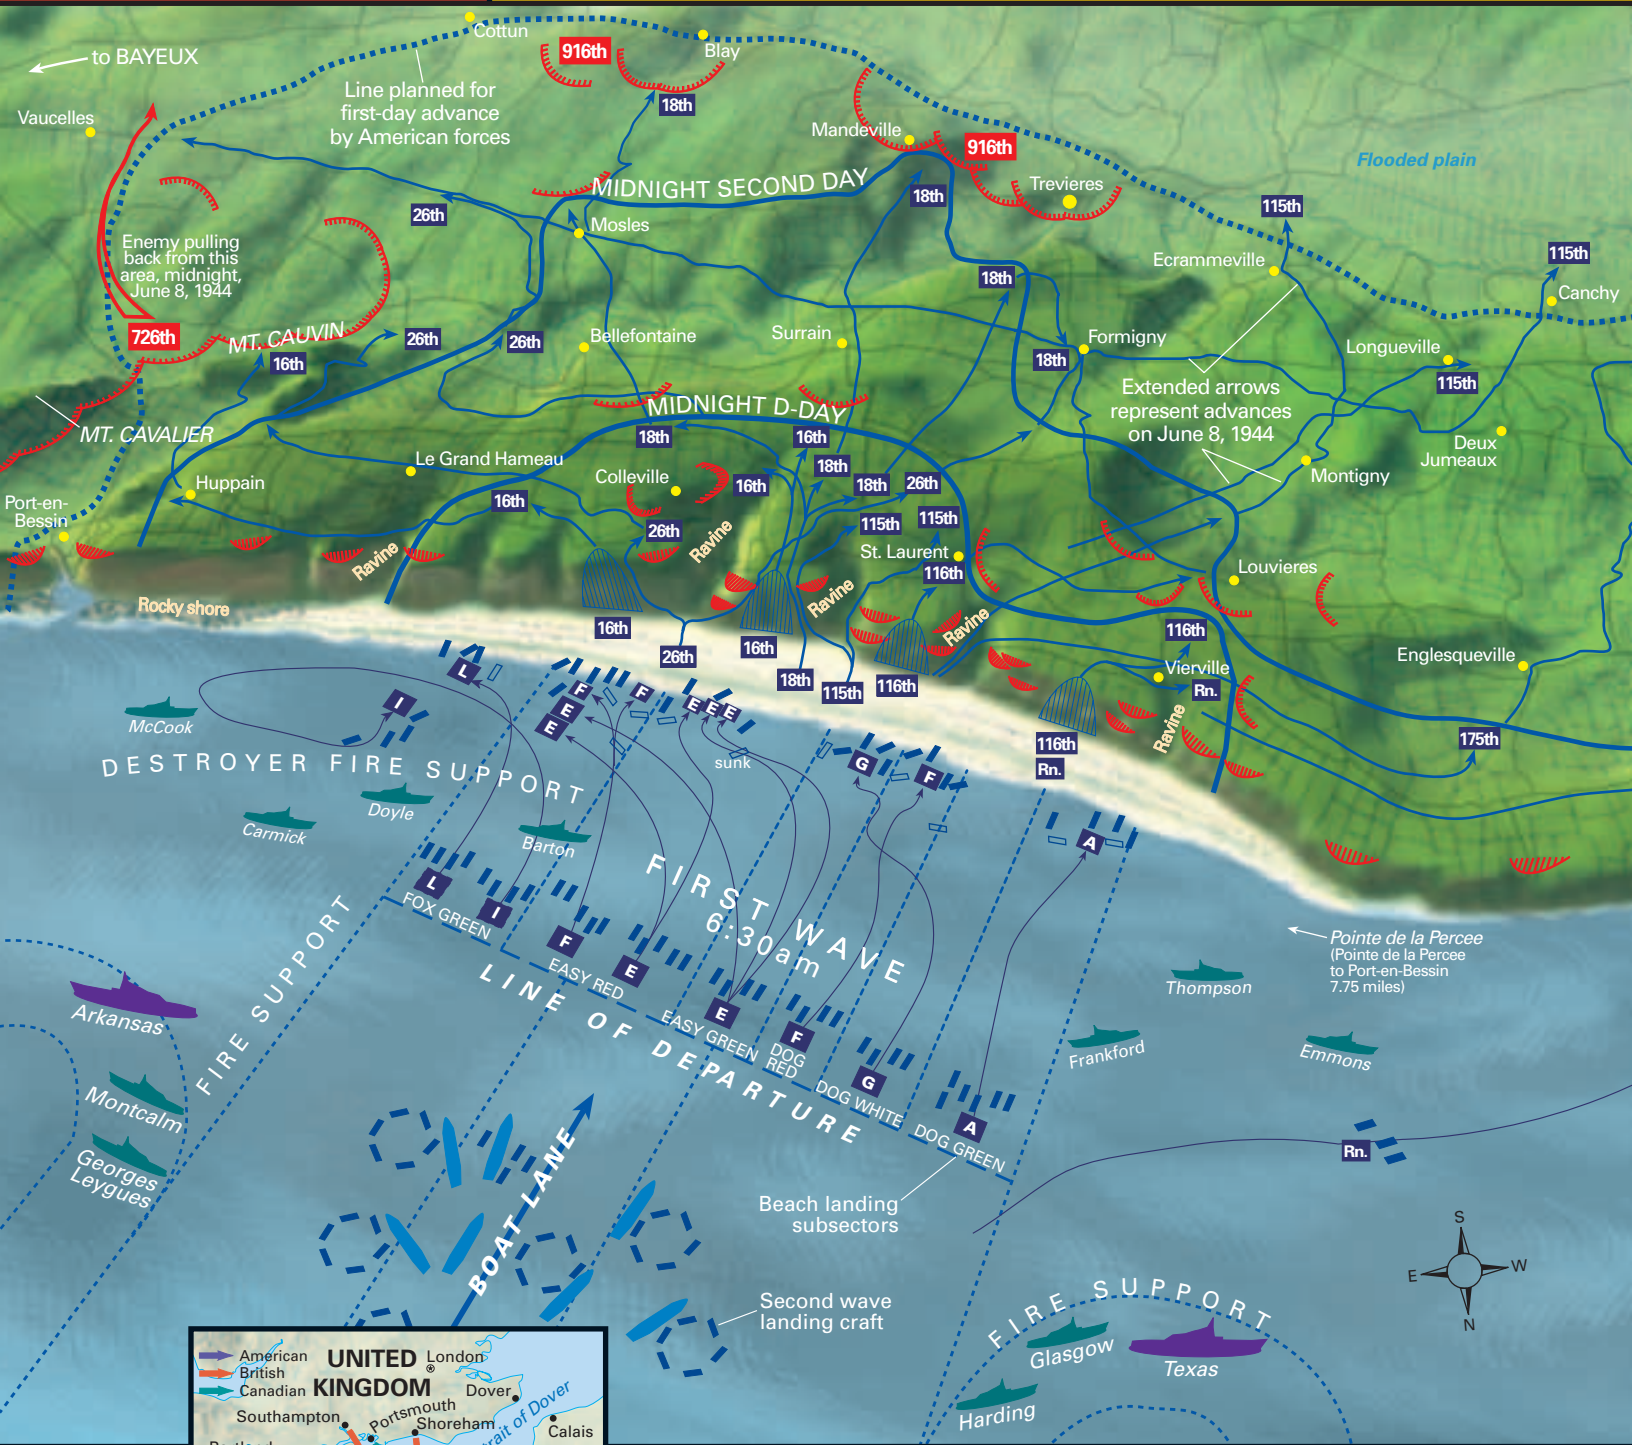 Cottun
916th
Blay
to BAYEUX
Line planned for
first-day advance
by American forces
18th
Vaucelles
Mandeville
916th
Flooded plain
Trevieres
MIDNIGHT SECOND DAY
18th
26th
115th
Mosles
Enemy pulling
back from this
area, midnight,
June 8, 1944
Ecrammeville
115th
18th
Canchy
726th
MT. CAUVIN
26th
26th
Bellefontaine
Surrain
Formigny
Longueville
16th
18th
115th
Extended arrows
represent advances
on June 8, 1944
MT. CAVALIER
MIDNIGHT D-DAY
18th
16th
Deux
Jumeaux
Le Grand Hameau
18th
Colleville
16th
18th
26th
Montigny
Huppain
16th
Port-en-
Bessin
26th
115th
115th
Ravine
Ravine
St. Laurent
116th
Louvieres
Ravine
Rocky shore
Ravine
16th
116th
26th
16th
Englesqueville
18th
115th
116th
Vierville
Rn.
L
F
F
I
E
E
E
E
E
McCook
Ravine
116th
175th
DESTROYER FIRE SUPPORT
sunk
G
F
Rn.
Doyle
Carmick
Barton
A
FIRST WAVE
6:30am
L
FOX GREEN
I
F
EASY RED
E
Pointe de la Percee
(Pointe de la Percee
to Port-en-Bessin
7.75 miles)
Thompson
Arkansas
FIRE SUPPORT
LINE OF DEPARTURE
E
EASY GREEN
F
DOG
RED
Frankford
Emmons
G
DOG WHITE
Montcalm
A
DOG GREEN
Georges
Leygues
Rn.
BOAT LANE
Beach landing
subsectors
S
E
W
N
Second wave
landing craft
FIRE SUPPORT
Glasgow
Texas
Harding
American
British
Canadian
UNITED
KINGDOM
London
Dover
Southampton
Portsmouth
Shoreham
Calais
trait of Dover